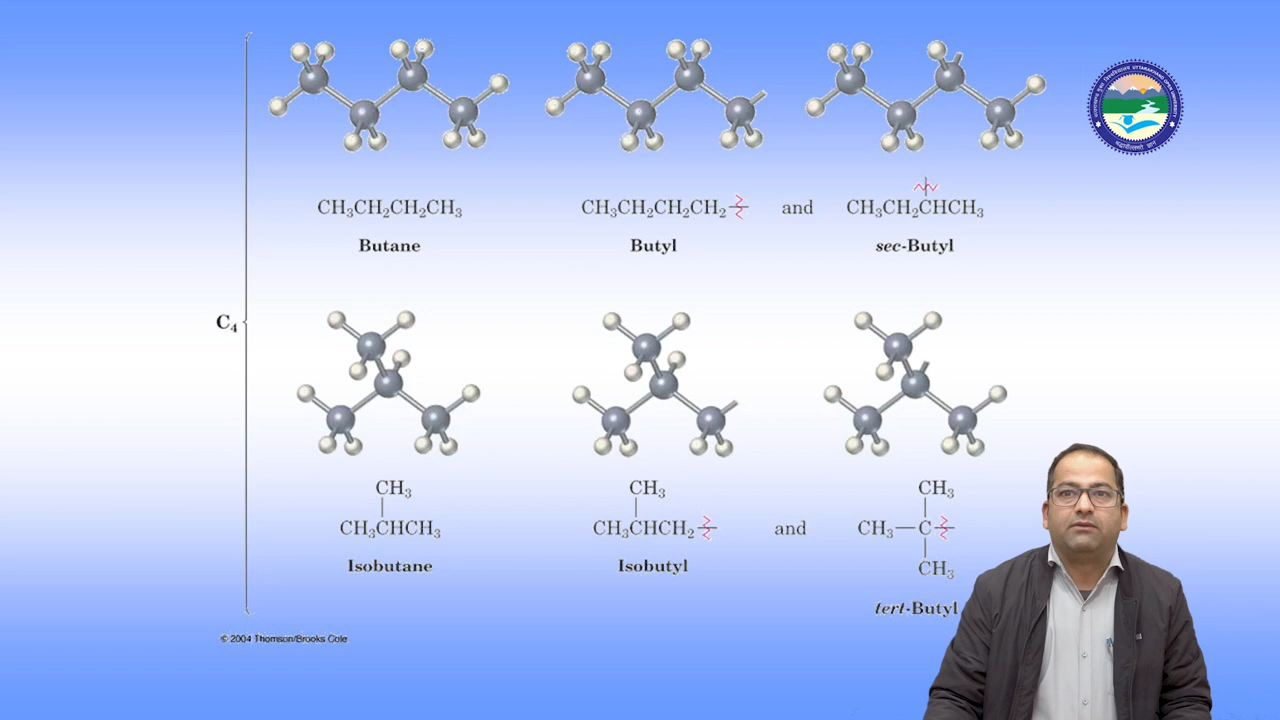 CH₃CH₂CH₂CH₃
CH₃CH₂CH₂CH₂
and
CH₃CH₂CHCH₃
Butane
Butyl
sec-Butyl
C₄
CH₃
CH₃CHCH₃
Isobutane
CH₃
CH₃CHCH₂
Isobutyl
and
CH₃
CH₃—C
CH₃
tert-Butyl
© 2004 Thomson/Brooks Cole